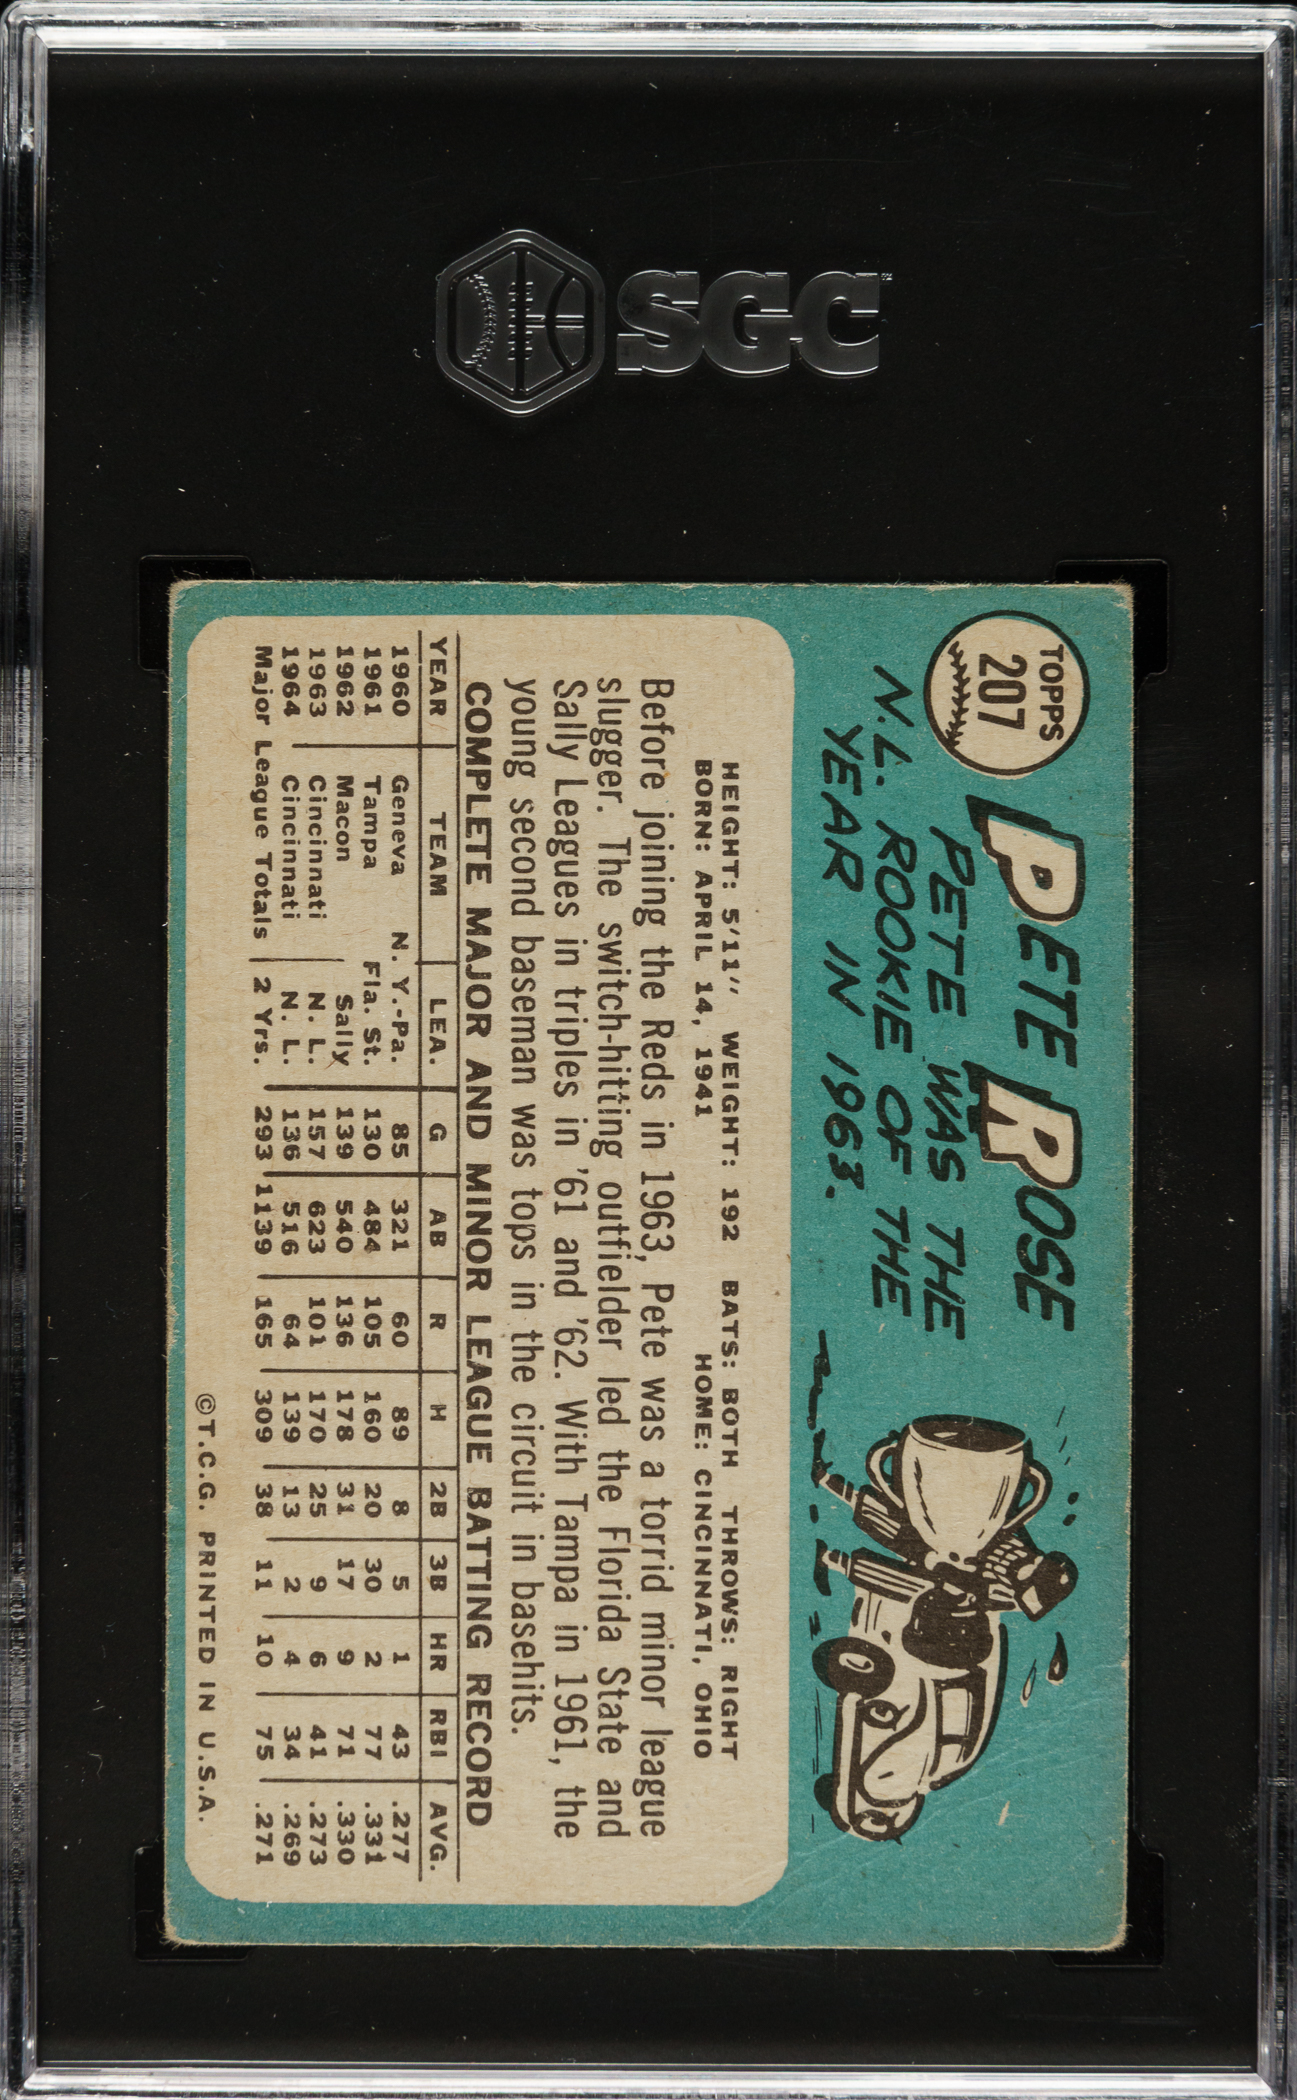 SGC
TOPPS
207
PETE ROSE
PETE WAS THE
N.L. ROOKIE OF THE
YEAR IN 1963.
HEIGHT: 5'11" WEIGHT: 192 BATS: BOTH THROWS: RIGHT
BORN: APRIL 14, 1941 HOME: CINCINNATI, OHIO
Before joining the Reds in 1963, Pete was a torrid minor league
slugger. The switch-hitting outfielder led the Florida State and
Sally Leagues in triples in '61 and '62. With Tampa in 1961, the
young second baseman was tops in the circuit in basehits.
COMPLETE MAJOR AND MINOR LEAGUE BATTING RECORD
YEAR TEAM LEA. G AB R H 2B 3B HR RBI AVG.
1960 Geneva N. Y.-Pa. 85 321 60 89 8 5 1 43 .277
1961 Tampa Fla. St. 130 484 105 160 20 30 2 77 .331
1962 Macon Sally 139 540 136 178 31 17 9 71 .330
1963 Cincinnati N. L. 157 623 101 170 25 9 6 41 .273
1964 Cincinnati N. L. 136 516 64 139 13 2 4 34 .269
Major League Totals 2 Yrs. 293 1139 165 309 38 11 10 75 .271
©T.C.G. PRINTED IN U.S.A.